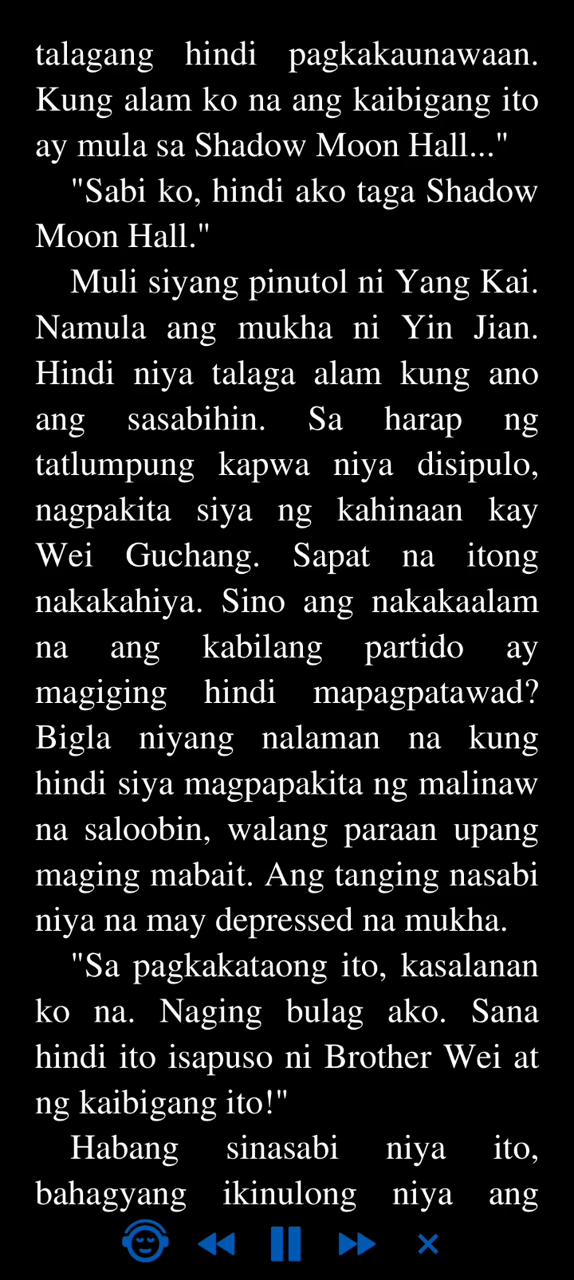 talagang hindi pagkakaunawaan.
Kung alam ko na ang kaibigang ito
ay mula sa Shadow Moon Hall..."
"Sabi ko, hindi ako taga Shadow
Moon Hall."
Muli siyang pinutol ni Yang Kai.
Namula ang mukha ni Yin Jian.
Hindi niya talaga alam kung ano
ang sasabihin. Sa harap ng
tatlumpung kapwa niya disipulo,
nagpakita siya ng kahinaan kay
Wei Guchang. Sapat na itong
nakakahiya. Sino ang nakakaalam
na ang kabilang partido ay
magiging hindi mapagpatawad?
Bigla niyang nalaman na kung
hindi siya magpapakita ng malinaw
na saloobin, walang paraan upang
maging mabait. Ang tanging nasabi
niya na may depressed na mukha.
"Sa pagkakataong ito, kasalanan
ko na. Naging bulag ako. Sana
hindi ito isapuso ni Brother Wei at
ng kaibigang ito!"
Habang sinasabi niya ito,
bahagyang ikinulong niya ang